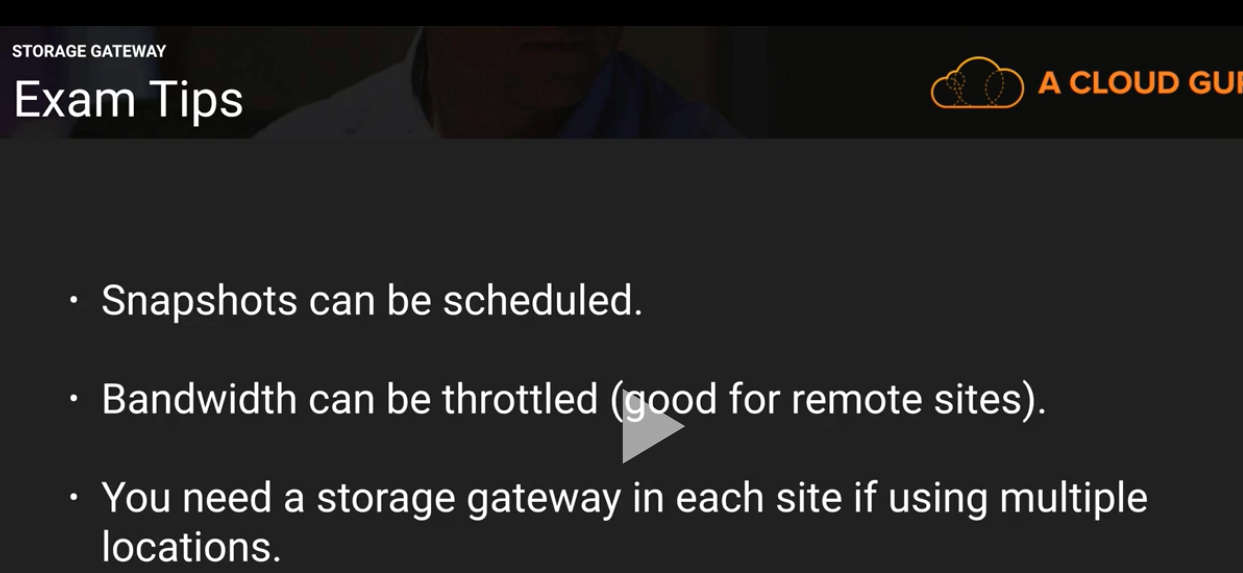 STORAGE GATEWAY
Exam Tips
A CLOUD GU
• Snapshots can be scheduled.
• Bandwidth can be throttled (good for remote sites).
• You need a storage gateway in each site if using multiple
locations.